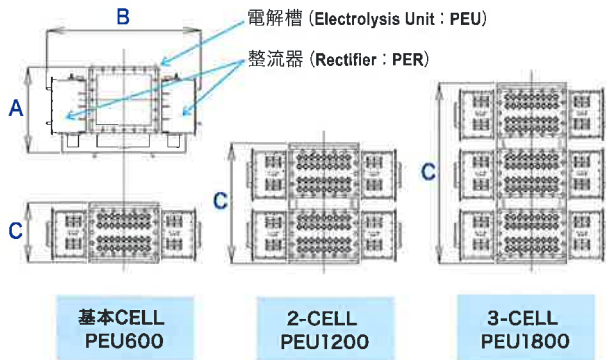 B
電解槽 (Electrolysis Unit : PEU)
整流器 (Rectifier : PER)
A
C
C
C
基本CELL
PEU600
2-CELL
PEU1200
3-CELL
PEU1800